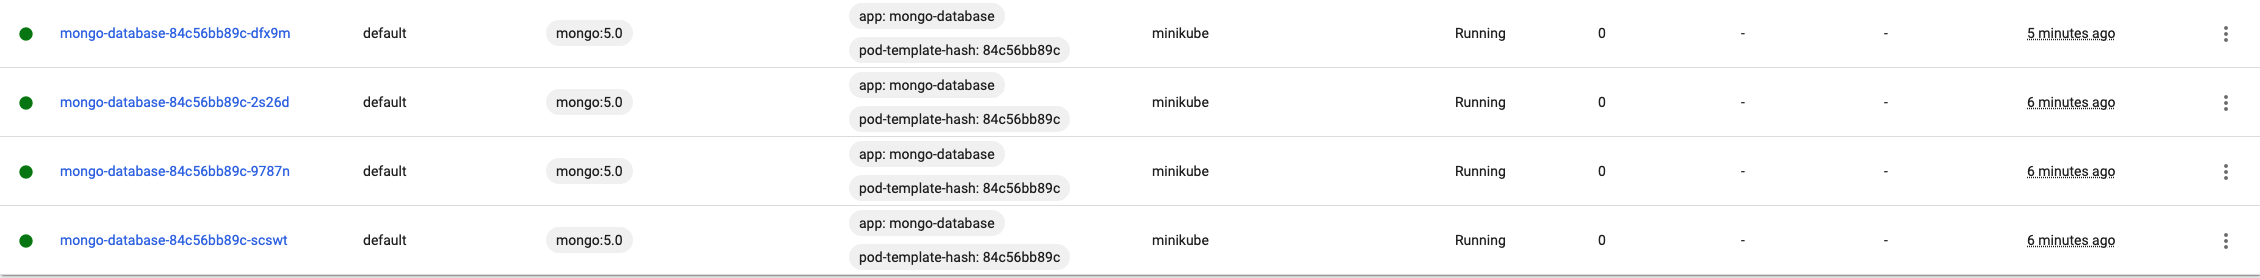 app: mongo-database
mongo-database-84c56bb89c-dfx9m default mongo:5.0 minikube Running 0 - - 5 minutes ago
pod-template-hash: 84c56bb89c
app: mongo-database
mongo-database-84c56bb89c-2s26d default mongo:5.0 minikube Running 0 - - 6 minutes ago
pod-template-hash: 84c56bb89c
app: mongo-database
mongo-database-84c56bb89c-9787n default mongo:5.0 minikube Running 0 - - 6 minutes ago
pod-template-hash: 84c56bb89c
app: mongo-database
mongo-database-84c56bb89c-scswt default mongo:5.0 minikube Running 0 - - 6 minutes ago
pod-template-hash: 84c56bb89c